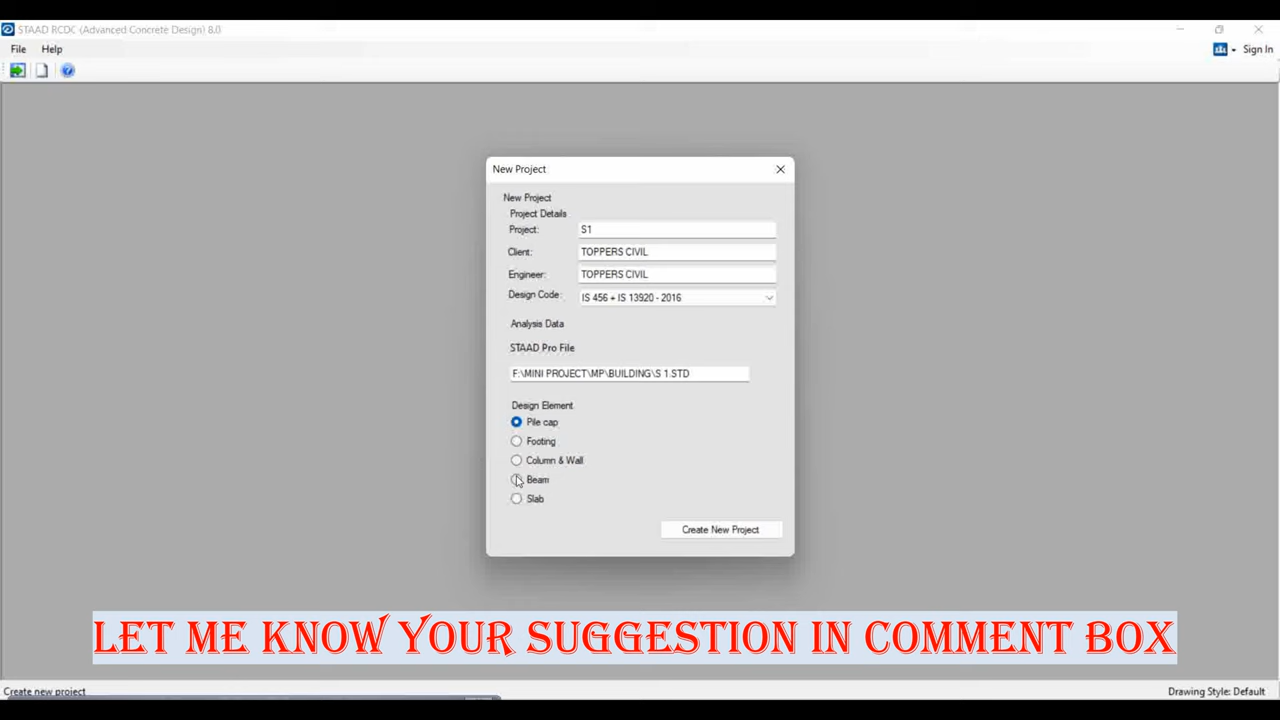 STAAD RCDC (Advanced Concrete Design) 8.0
File Help
Sign In
New Project
New Project
Project Details
Project: S1
Client: TOPPERS CIVIL
Engineer: TOPPERS CIVIL
Design Code: IS 456 + IS 13920 - 2016
Analysis Data
STAAD Pro File
F:\MINI PROJECT\MP\BUILDING\S 1.STD
Design Element
Pile cap
Footing
Column & Wall
Beam
Slab
Create New Project
LET ME KNOW YOUR SUGGESTION IN COMMENT BOX
Create new project
Drawing Style: Default